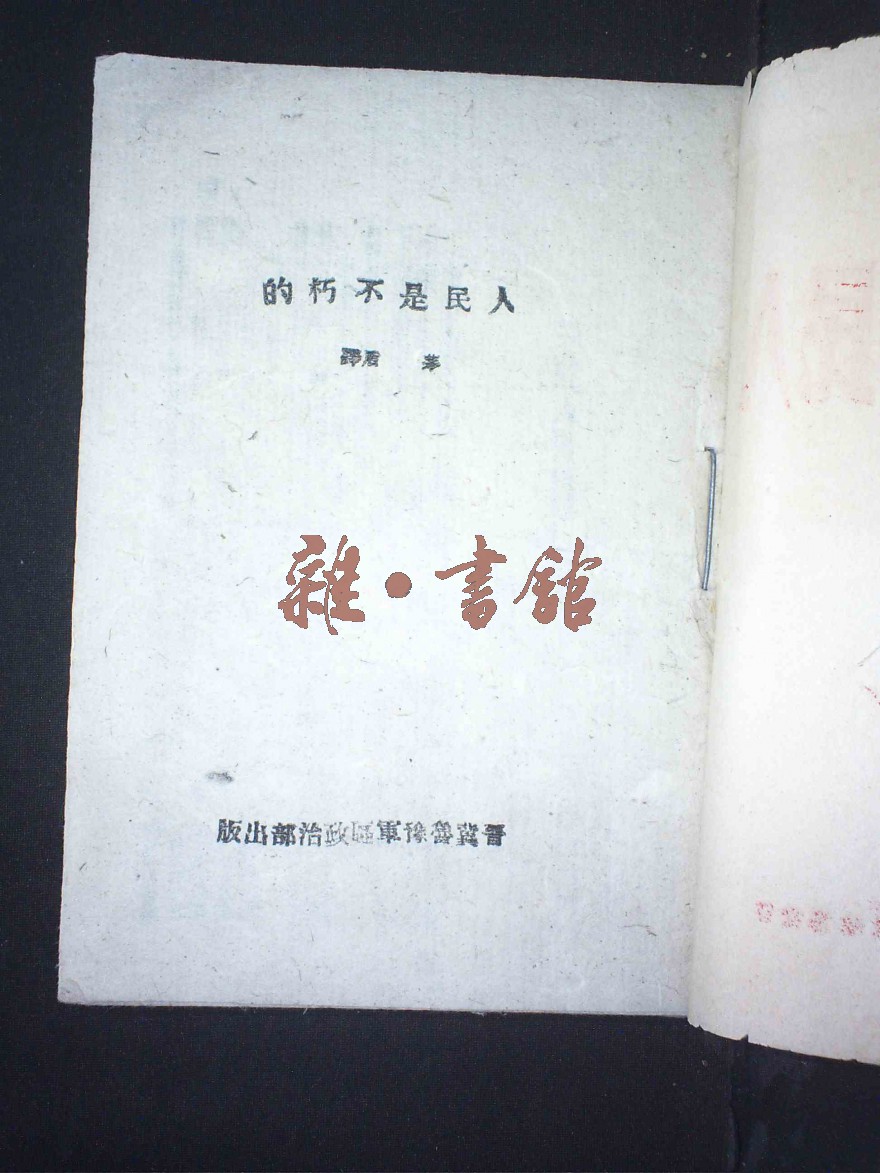 人民是不朽的
茅盾譯
雜·書館
晉冀魯豫軍區政治部出版